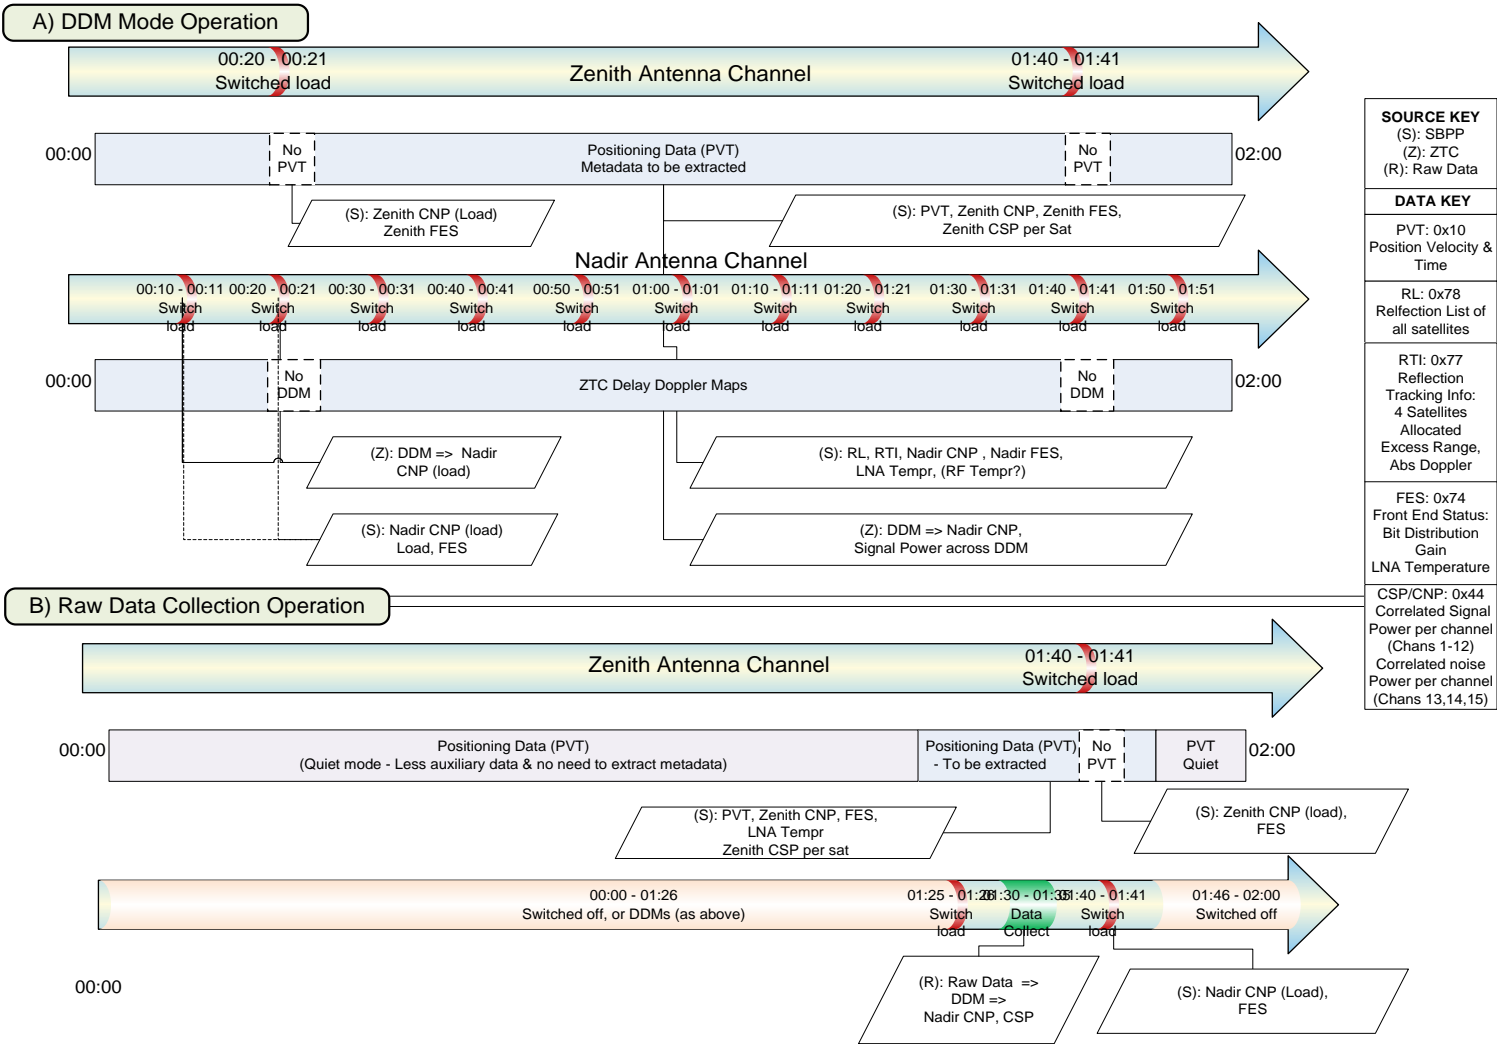 A) DDM Mode Operation
00:20 - 00:21
Switched load
Zenith Antenna Channel
01:40 - 01:41
Switched load
00:00
No
PVT
Positioning Data (PVT)
Metadata to be extracted
No
PVT
02:00
(S): Zenith CNP (Load)
Zenith FES
(S): PVT, Zenith CNP, Zenith FES,
Zenith CSP per Sat
Nadir Antenna Channel
00:10 - 00:11
Switch
load
00:20 - 00:21
Switch
load
00:30 - 00:31
Switch
load
00:40 - 00:41
Switch
load
00:50 - 00:51
Switch
load
01:00 - 01:01
Switch
load
01:10 - 01:11
Switch
load
01:20 - 01:21
Switch
load
01:30 - 01:31
Switch
load
01:40 - 01:41
Switch
load
01:50 - 01:51
Switch
load
00:00
No
DDM
ZTC Delay Doppler Maps
No
DDM
02:00
(Z): DDM => Nadir
CNP (load)
(S): RL, RTI, Nadir CNP , Nadir FES,
LNA Tempr, (RF Tempr?)
(S): Nadir CNP (load)
Load, FES
(Z): DDM => Nadir CNP,
Signal Power across DDM
SOURCE KEY
(S): SBPP
(Z): ZTC
(R): Raw Data
DATA KEY
PVT: 0x10
Position Velocity &
Time
RL: 0x78
Relfection List of
all satellites
RTI: 0x77
Reflection
Tracking Info:
4 Satellites
Allocated
Excess Range,
Abs Doppler
FES: 0x74
Front End Status:
Bit Distribution
Gain
LNA Temperature
CSP/CNP: 0x44
Correlated Signal
Power per channel
(Chans 1-12)
Correlated noise
Power per channel
(Chans 13,14,15)
B) Raw Data Collection Operation
Zenith Antenna Channel
01:40 - 01:41
Switched load
00:00
Positioning Data (PVT)
(Quiet mode - Less auxiliary data & no need to extract metadata)
Positioning Data (PVT)
- To be extracted
No
PVT
PVT
Quiet
02:00
(S): PVT, Zenith CNP, FES,
LNA Tempr
Zenith CSP per sat
(S): Zenith CNP (load),
FES
00:00 - 01:26
Switched off, or DDMs (as above)
01:25 - 01:26
Switch
load
01:30 - 01:35
Data
Collect
01:40 - 01:41
Switch
load
01:46 - 02:00
Switched off
00:00
(R): Raw Data =>
DDM =>
Nadir CNP, CSP
(S): Nadir CNP (Load),
FES